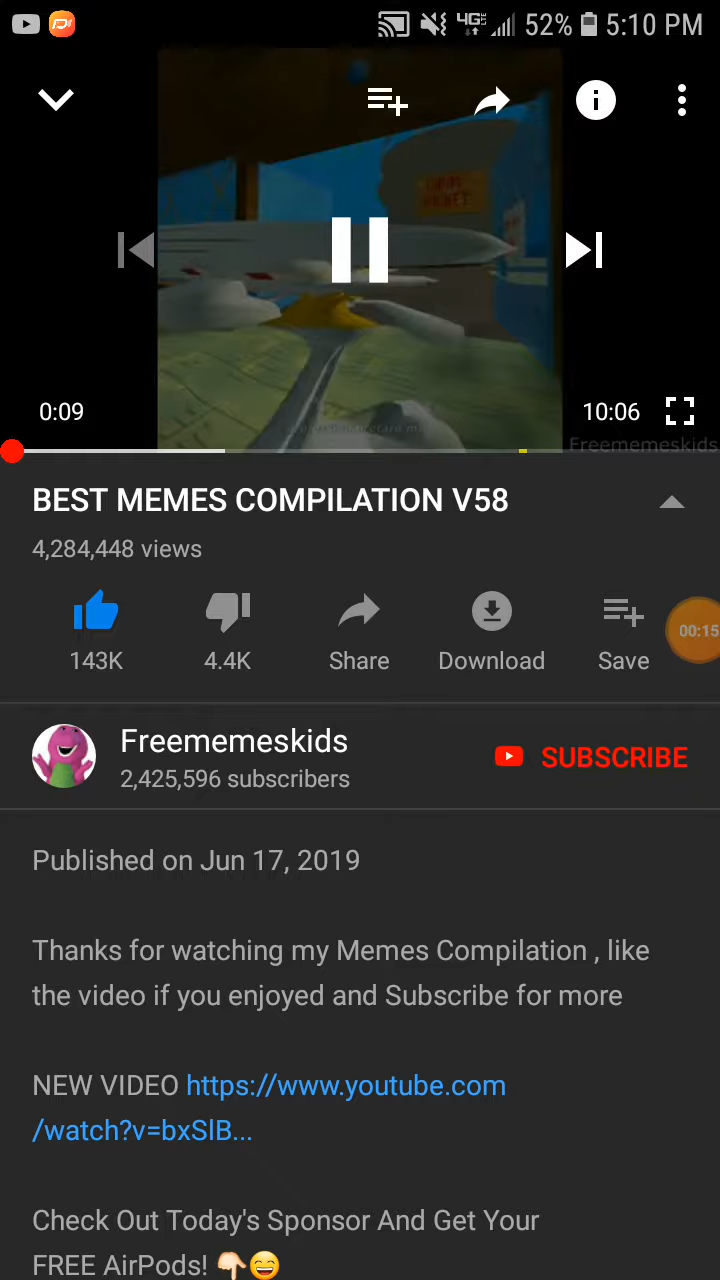 4G LTE 52% 5:10 PM
0:09
10:06
Freememeskids
BEST MEMES COMPILATION V58
4,284,448 views
143K
4.4K
Share
Download
Save
00:15
Freememeskids
2,425,596 subscribers
SUBSCRIBE
Published on Jun 17, 2019
Thanks for watching my Memes Compilation , like
the video if you enjoyed and Subscribe for more
NEW VIDEO https://www.youtube.com
/watch?v=bxSlB...
Check Out Today's Sponsor And Get Your
FREE AirPods! 👇🏻😄